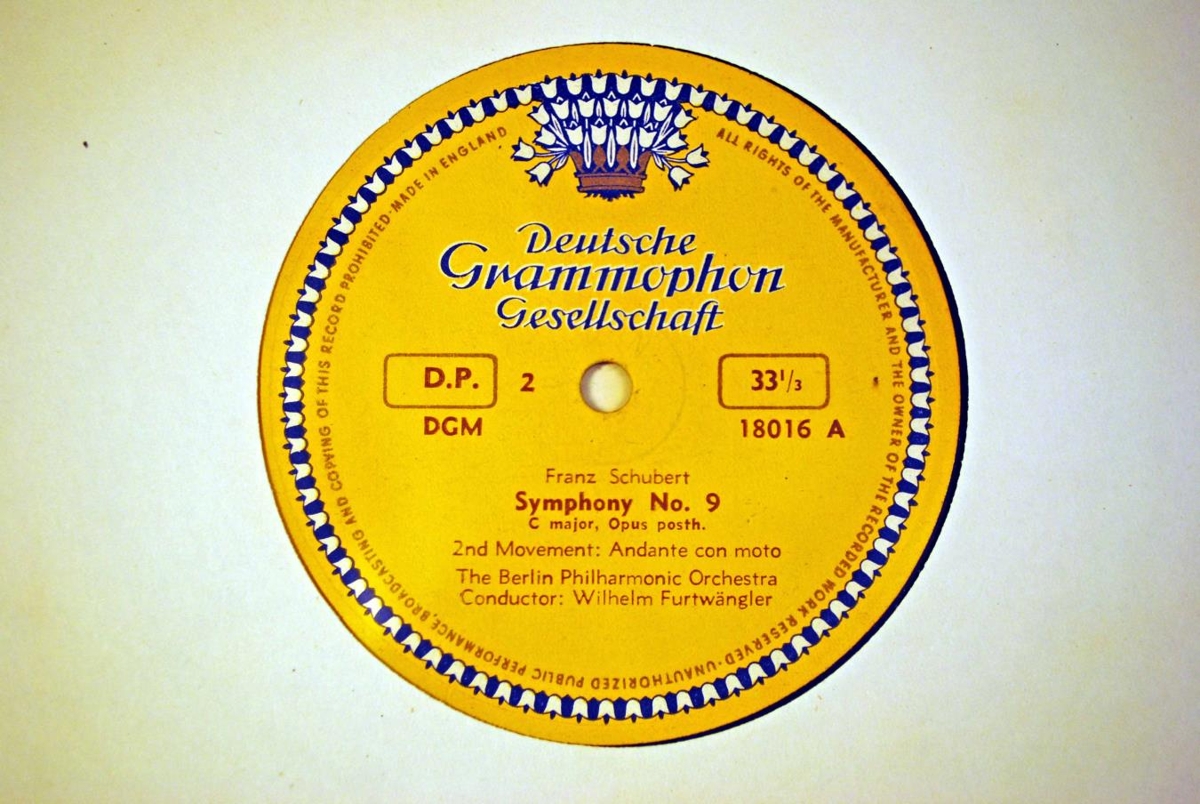 Deutsche
Grammophon
Gesellschaft
D.P. 2 33 1/3
DGM 18016 A
Franz Schubert
Symphony No. 9
C major, Opus posth.
2nd Movement: Andante con moto
The Berlin Philharmonic Orchestra
Conductor: Wilhelm Furtwängler
ALL RIGHTS OF THE MANUFACTURER AND THE OWNER OF THE RECORDED WORK RESERVED·UNAUTHORIZED PUBLIC PERFORMANCE, BROADCASTING AND COPYING OF THIS RECORD PROHIBITED·MADE IN ENGLAND